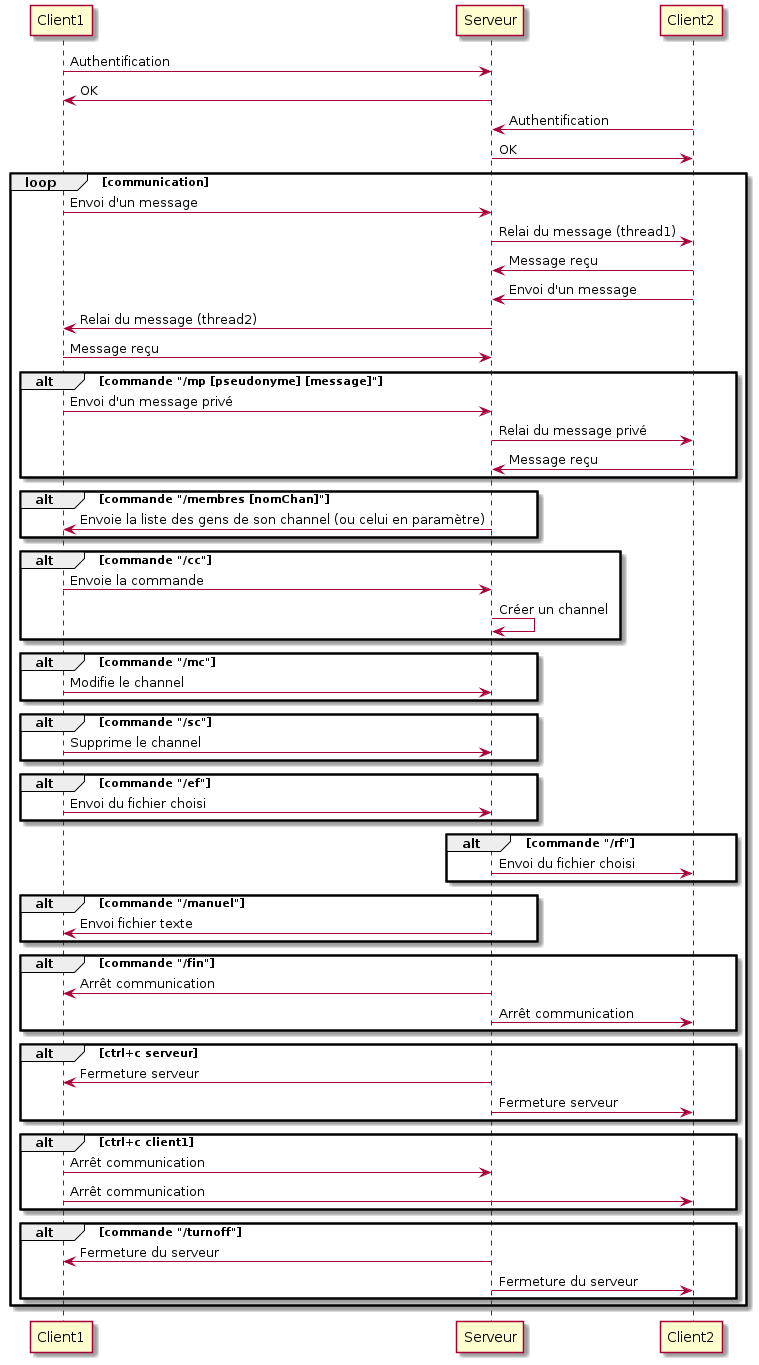 Client1 Serveur Client2
Authentification
OK
Authentification
OK
loop [communication]
Envoi d'un message
Relai du message (thread1)
Message reçu
Envoi d'un message
Relai du message (thread2)
Message reçu
alt [commande "/mp [pseudonyme] [message]"]
Envoi d'un message privé
Relai du message privé
Message reçu
alt [commande "/membres [nomChan]"]
Envoie la liste des gens de son channel (ou celui en paramètre)
alt [commande "/cc"]
Envoie la commande
Créer un channel
alt [commande "/mc"]
Modifie le channel
alt [commande "/sc"]
Supprime le channel
alt [commande "/ef"]
Envoi du fichier choisi
alt [commande "/rf"]
Envoi du fichier choisi
alt [commande "/manuel"]
Envoi fichier texte
alt [commande "/fin"]
Arrêt communication
Arrêt communication
alt [ctrl+c serveur]
Fermeture serveur
Fermeture serveur
alt [ctrl+c client1]
Arrêt communication
Arrêt communication
alt [commande "/turnoff"]
Fermeture du serveur
Fermeture du serveur
Client1 Serveur Client2